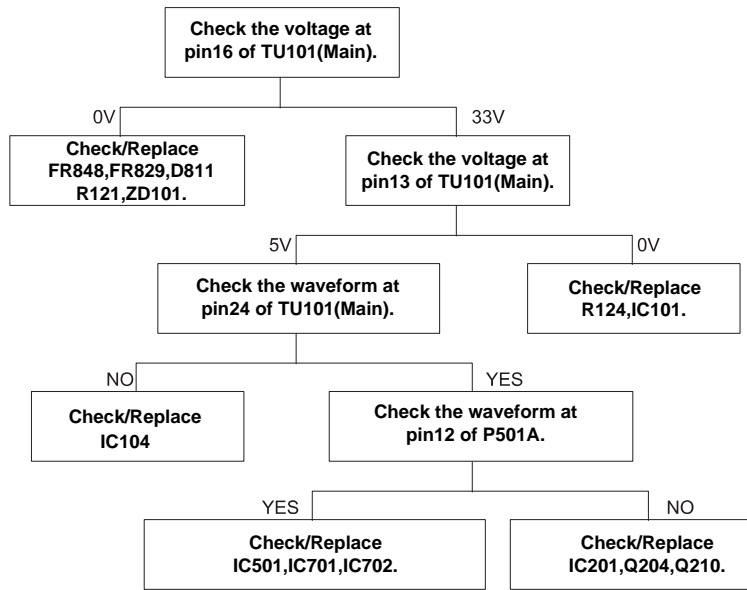 Check the voltage at
pin16 of TU101(Main).
0V
33V
Check/Replace
FR848,FR829,D811
R121,ZD101.
Check the voltage at
pin13 of TU101(Main).
5V
0V
Check the waveform at
pin24 of TU101(Main).
Check/Replace
R124,IC101.
NO
YES
Check/Replace
IC104
Check the waveform at
pin12 of P501A.
YES
NO
Check/Replace
IC501,IC701,IC702.
Check/Replace
IC201,Q204,Q210.